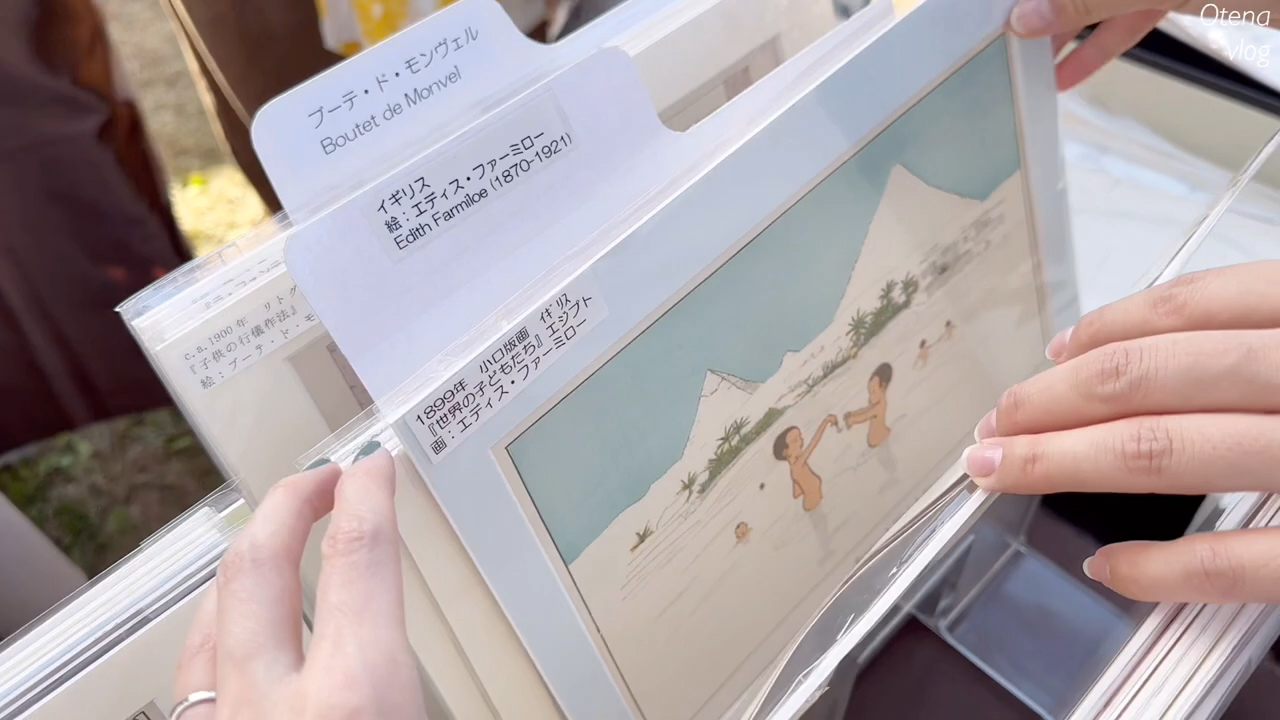 Otena
vlog
ブーテ・ド・モンヴェル
Boutet de Monvel
イギリス
絵：エディス・ファーミロー
Edith Farmiloe (1870-1921)
1899年 小口版画 イギリス
『世界の子どもたち』エジプト
画：エディス・ファーミロー
c.a.1900年 リトグ
『子供の行儀作法』
絵：ブーテ・ド・モ